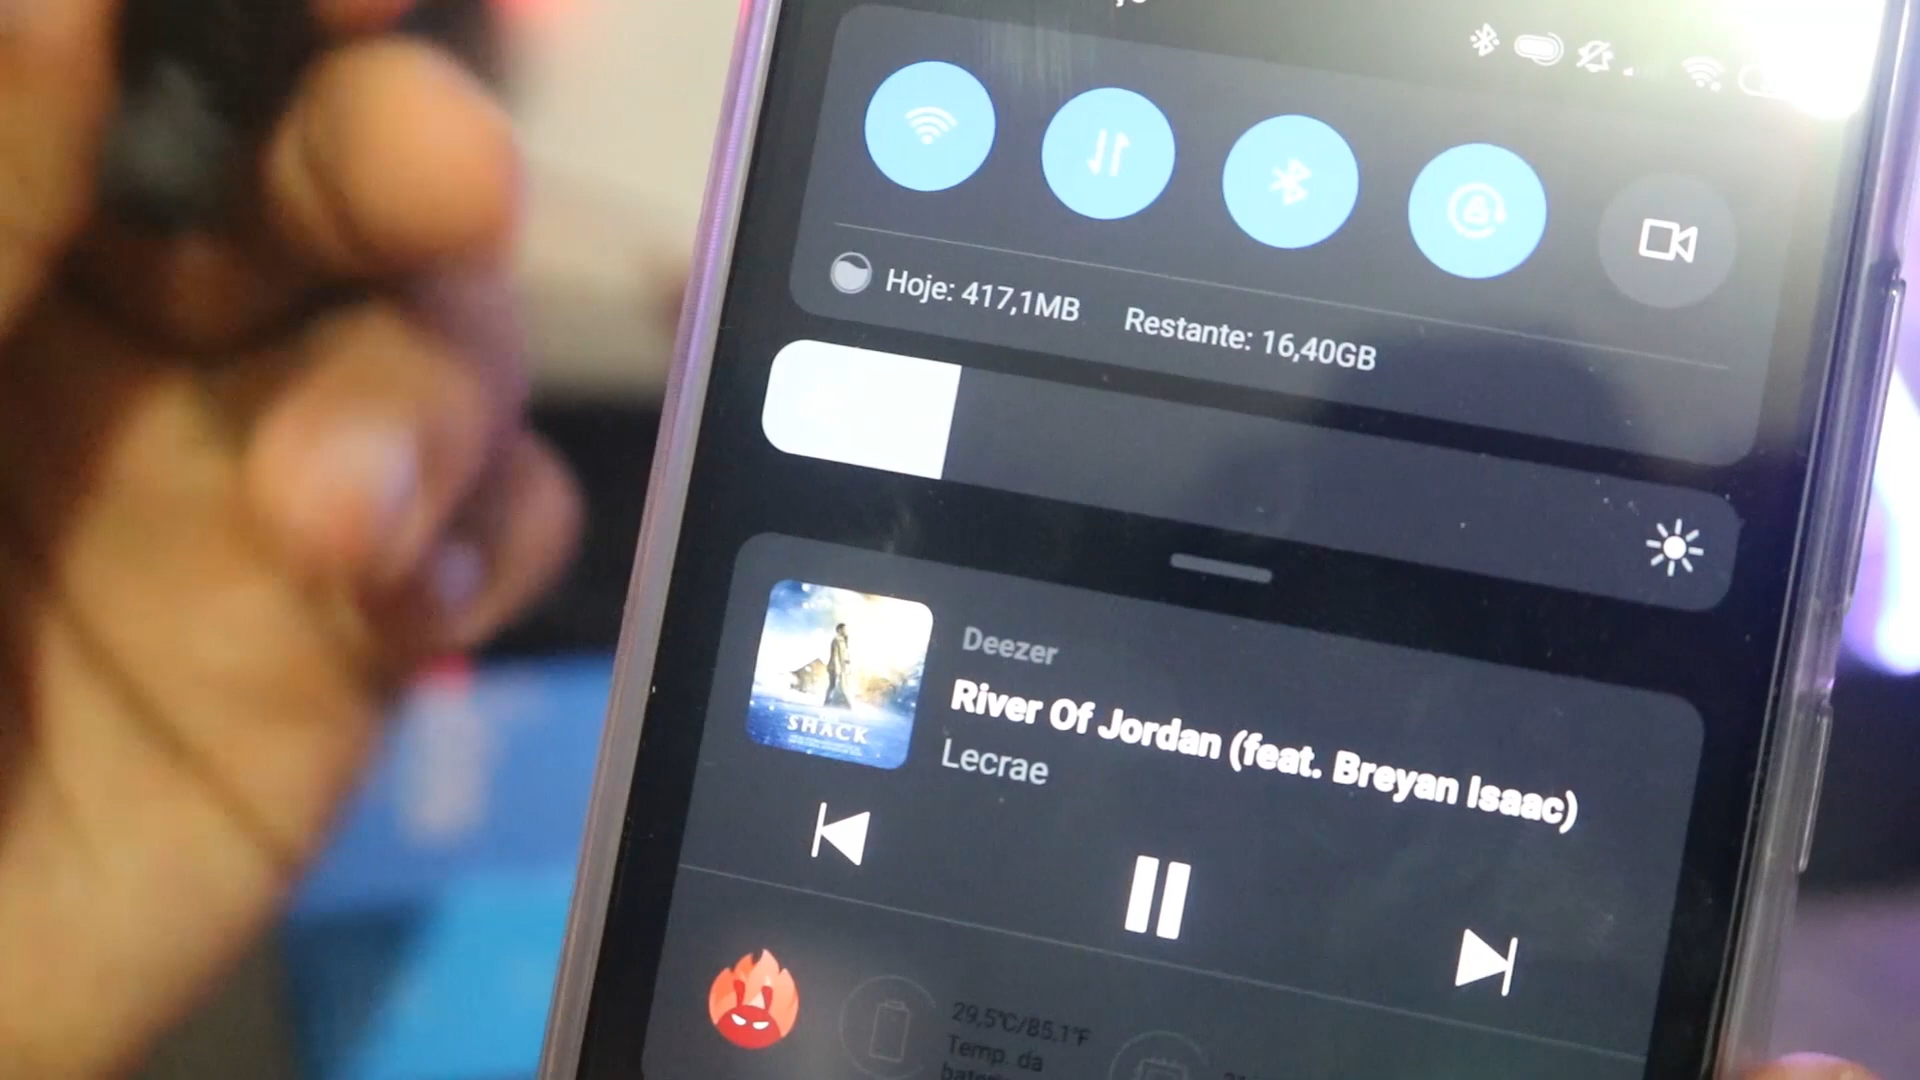 Hoje: 417,1MB Restante: 16,40GB
Deezer
River Of Jordan (feat. Breyan Isaac)
Lecrae
SHACK
29,5℃/85,1℉
Temp. da